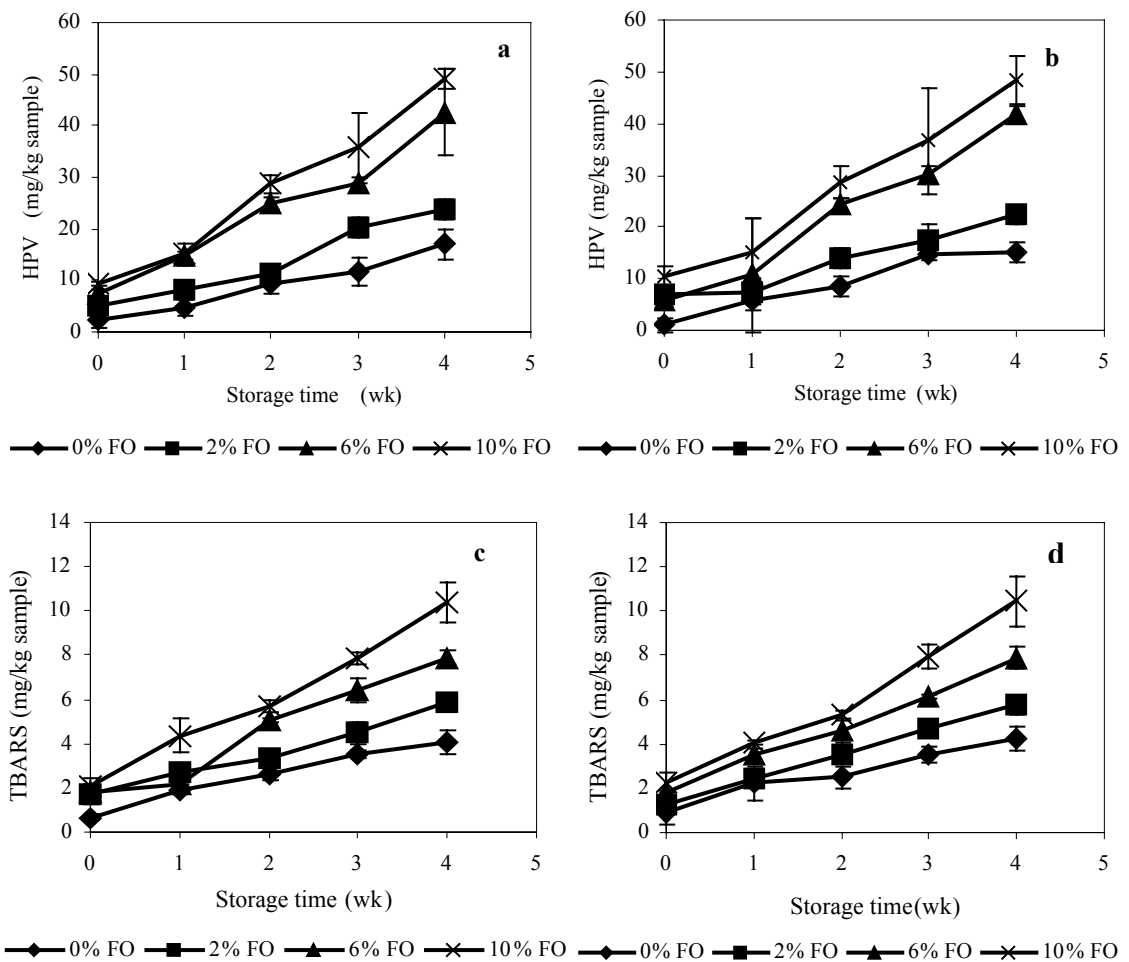 a
60
50
40
30
20
10
0
HPV (mg/kg sample)
0 1 2 3 4 5
Storage time (wk)
0% FO 2% FO 6% FO 10% FO
b
60
50
40
30
20
10
0
HPV (mg/kg sample)
0 1 2 3 4 5
Storage time (wk)
0% FO 2% FO 6% FO 10% FO
c
14
12
10
8
6
4
2
0
TBARS (mg/kg sample)
0 1 2 3 4 5
Storage time (wk)
0% FO 2% FO 6% FO 10% FO
d
14
12
10
8
6
4
2
0
TBARS (mg/kg sample)
0 1 2 3 4 5
Storage time(wk)
0% FO 2% FO 6% FO 10% FO